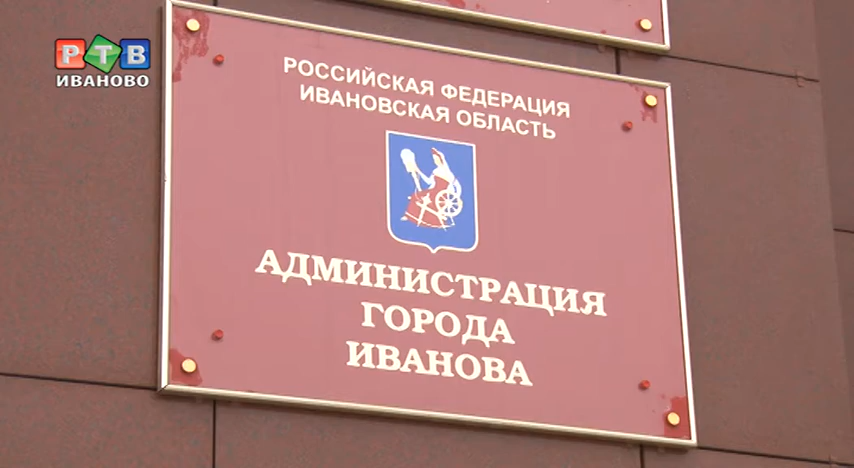 РТВ
ИВАНОВО
РОССИЙСКАЯ ФЕДЕРАЦИЯ
ИВАНОВСКАЯ ОБЛАСТЬ
АДМИНИСТРАЦИЯ
ГОРОДА
ИВАНОВА